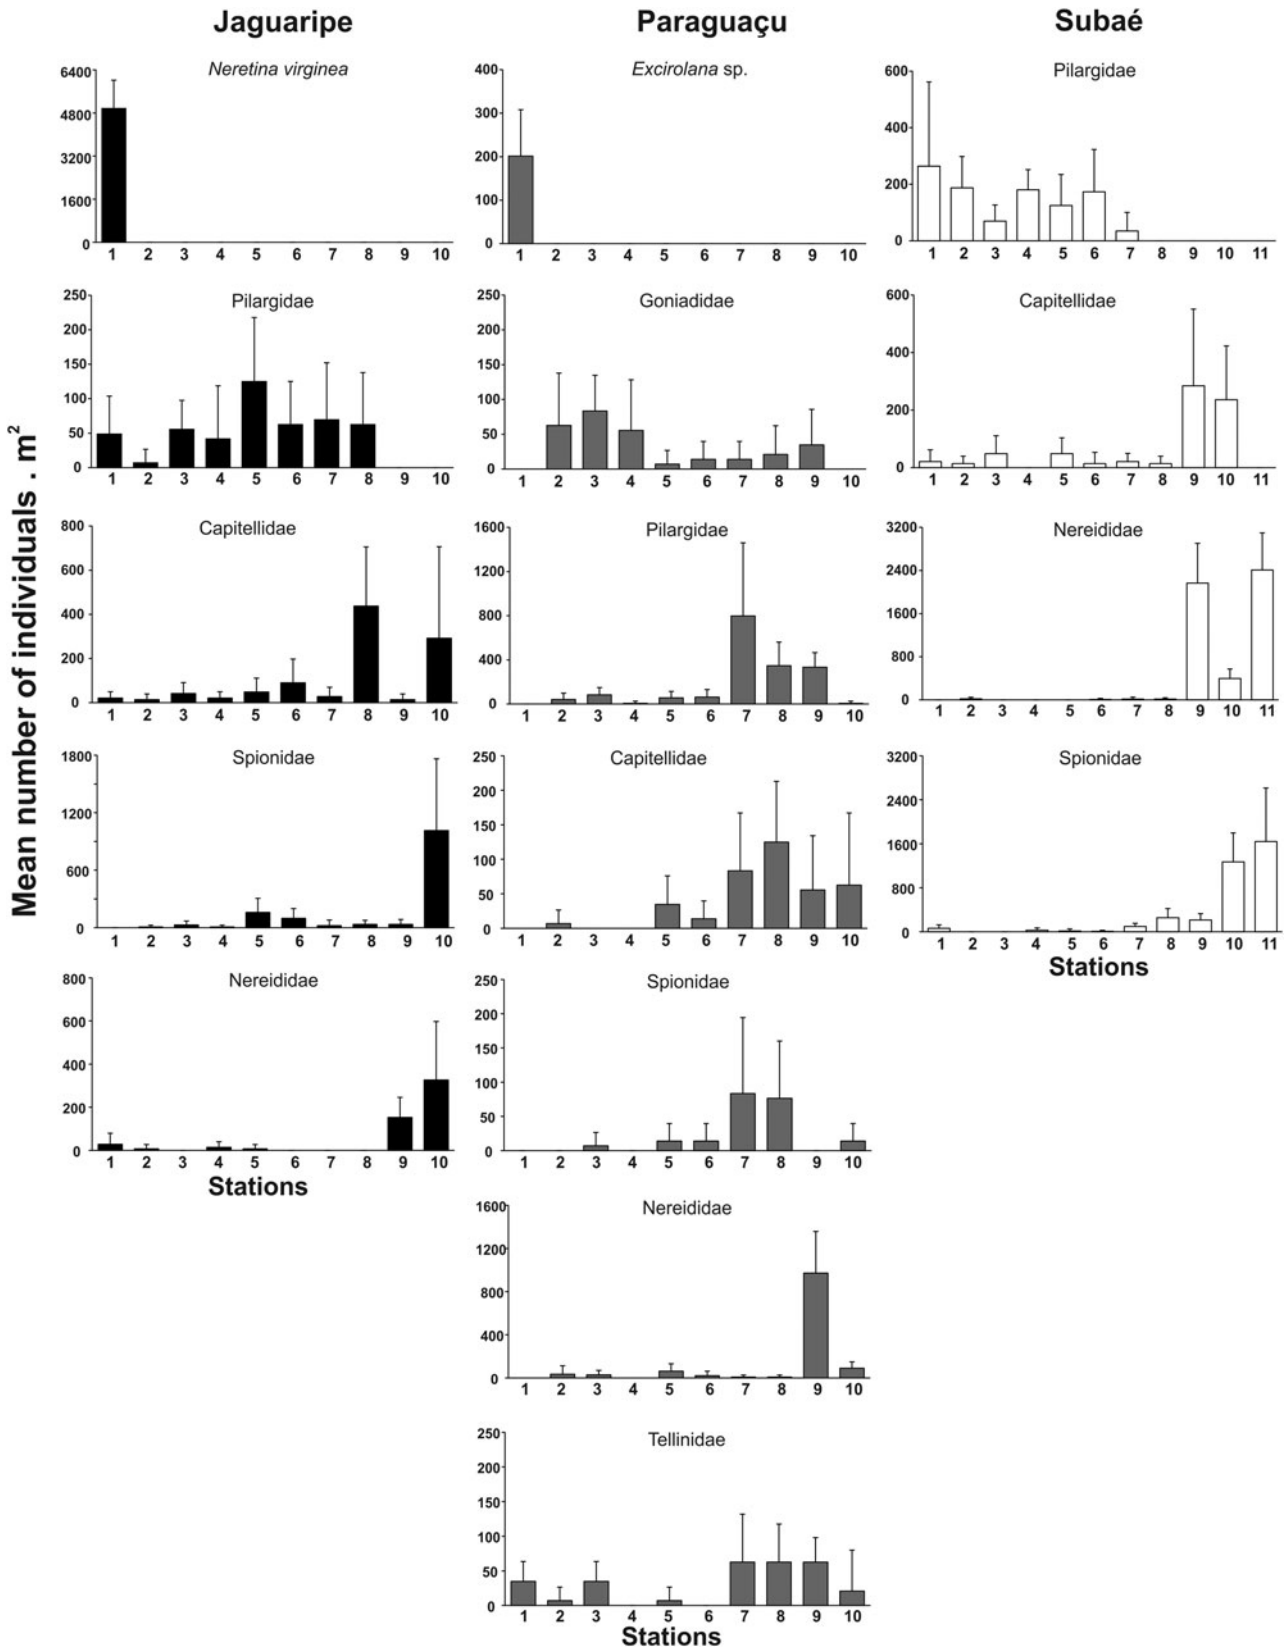 Jaguaripe
Paraguaçu
Subaé
Mean number of individuals . m²
Neretina virginea
6400
4800
3200
1600
0
1 2 3 4 5 6 7 8 9 10
Pilargidae
250
200
150
100
50
0
1 2 3 4 5 6 7 8 9 10
Capitellidae
800
600
400
200
0
1 2 3 4 5 6 7 8 9 10
Spionidae
1800
1200
600
0
1 2 3 4 5 6 7 8 9 10
Nereididae
800
600
400
200
0
1 2 3 4 5 6 7 8 9 10
Stations
Excirolana sp.
400
300
200
100
0
1 2 3 4 5 6 7 8 9 10
Goniadidae
250
200
150
100
50
0
1 2 3 4 5 6 7 8 9 10
Pilargidae
1600
1200
800
400
0
1 2 3 4 5 6 7 8 9 10
Capitellidae
250
200
150
100
50
0
1 2 3 4 5 6 7 8 9 10
Spionidae
250
200
150
100
50
0
1 2 3 4 5 6 7 8 9 10
Nereididae
1600
1200
800
400
0
1 2 3 4 5 6 7 8 9 10
Tellinidae
250
200
150
100
50
0
1 2 3 4 5 6 7 8 9 10
Stations
Pilargidae
600
400
200
0
1 2 3 4 5 6 7 8 9 10 11
Capitellidae
600
400
200
0
1 2 3 4 5 6 7 8 9 10 11
Nereididae
3200
2400
1600
800
0
1 2 3 4 5 6 7 8 9 10 11
Spionidae
3200
2400
1600
800
0
1 2 3 4 5 6 7 8 9 10 11
Stations